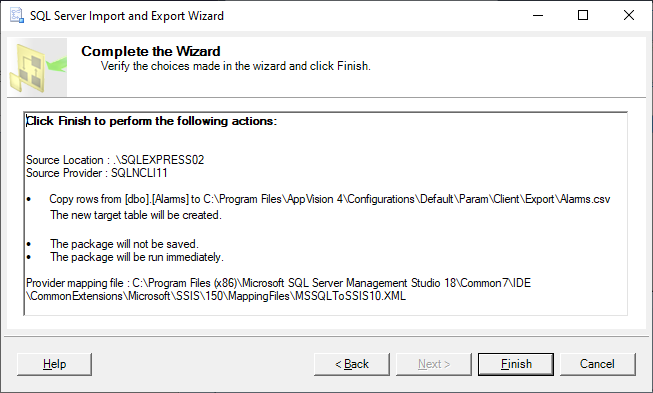 SQL Server Import and Export Wizard
Complete the Wizard
Verify the choices made in the wizard and click Finish.
Click Finish to perform the following actions:
Source Location : .\SQLEXPRESS02
Source Provider : SQLNCLI11
• Copy rows from [dbo].[Alarms] to C:\Program Files\AppVision 4\Configurations\Default\Param\Client\Export\Alarms.csv
The new target table will be created.
• The package will not be saved.
• The package will be run immediately.
Provider mapping file : C:\Program Files (x86)\Microsoft SQL Server Management Studio 18\Common7\IDE
\CommonExtensions\Microsoft\SSIS\150\MappingFiles\MSSQLToSSIS10.XML
Help
< Back
Next >
Finish
Cancel